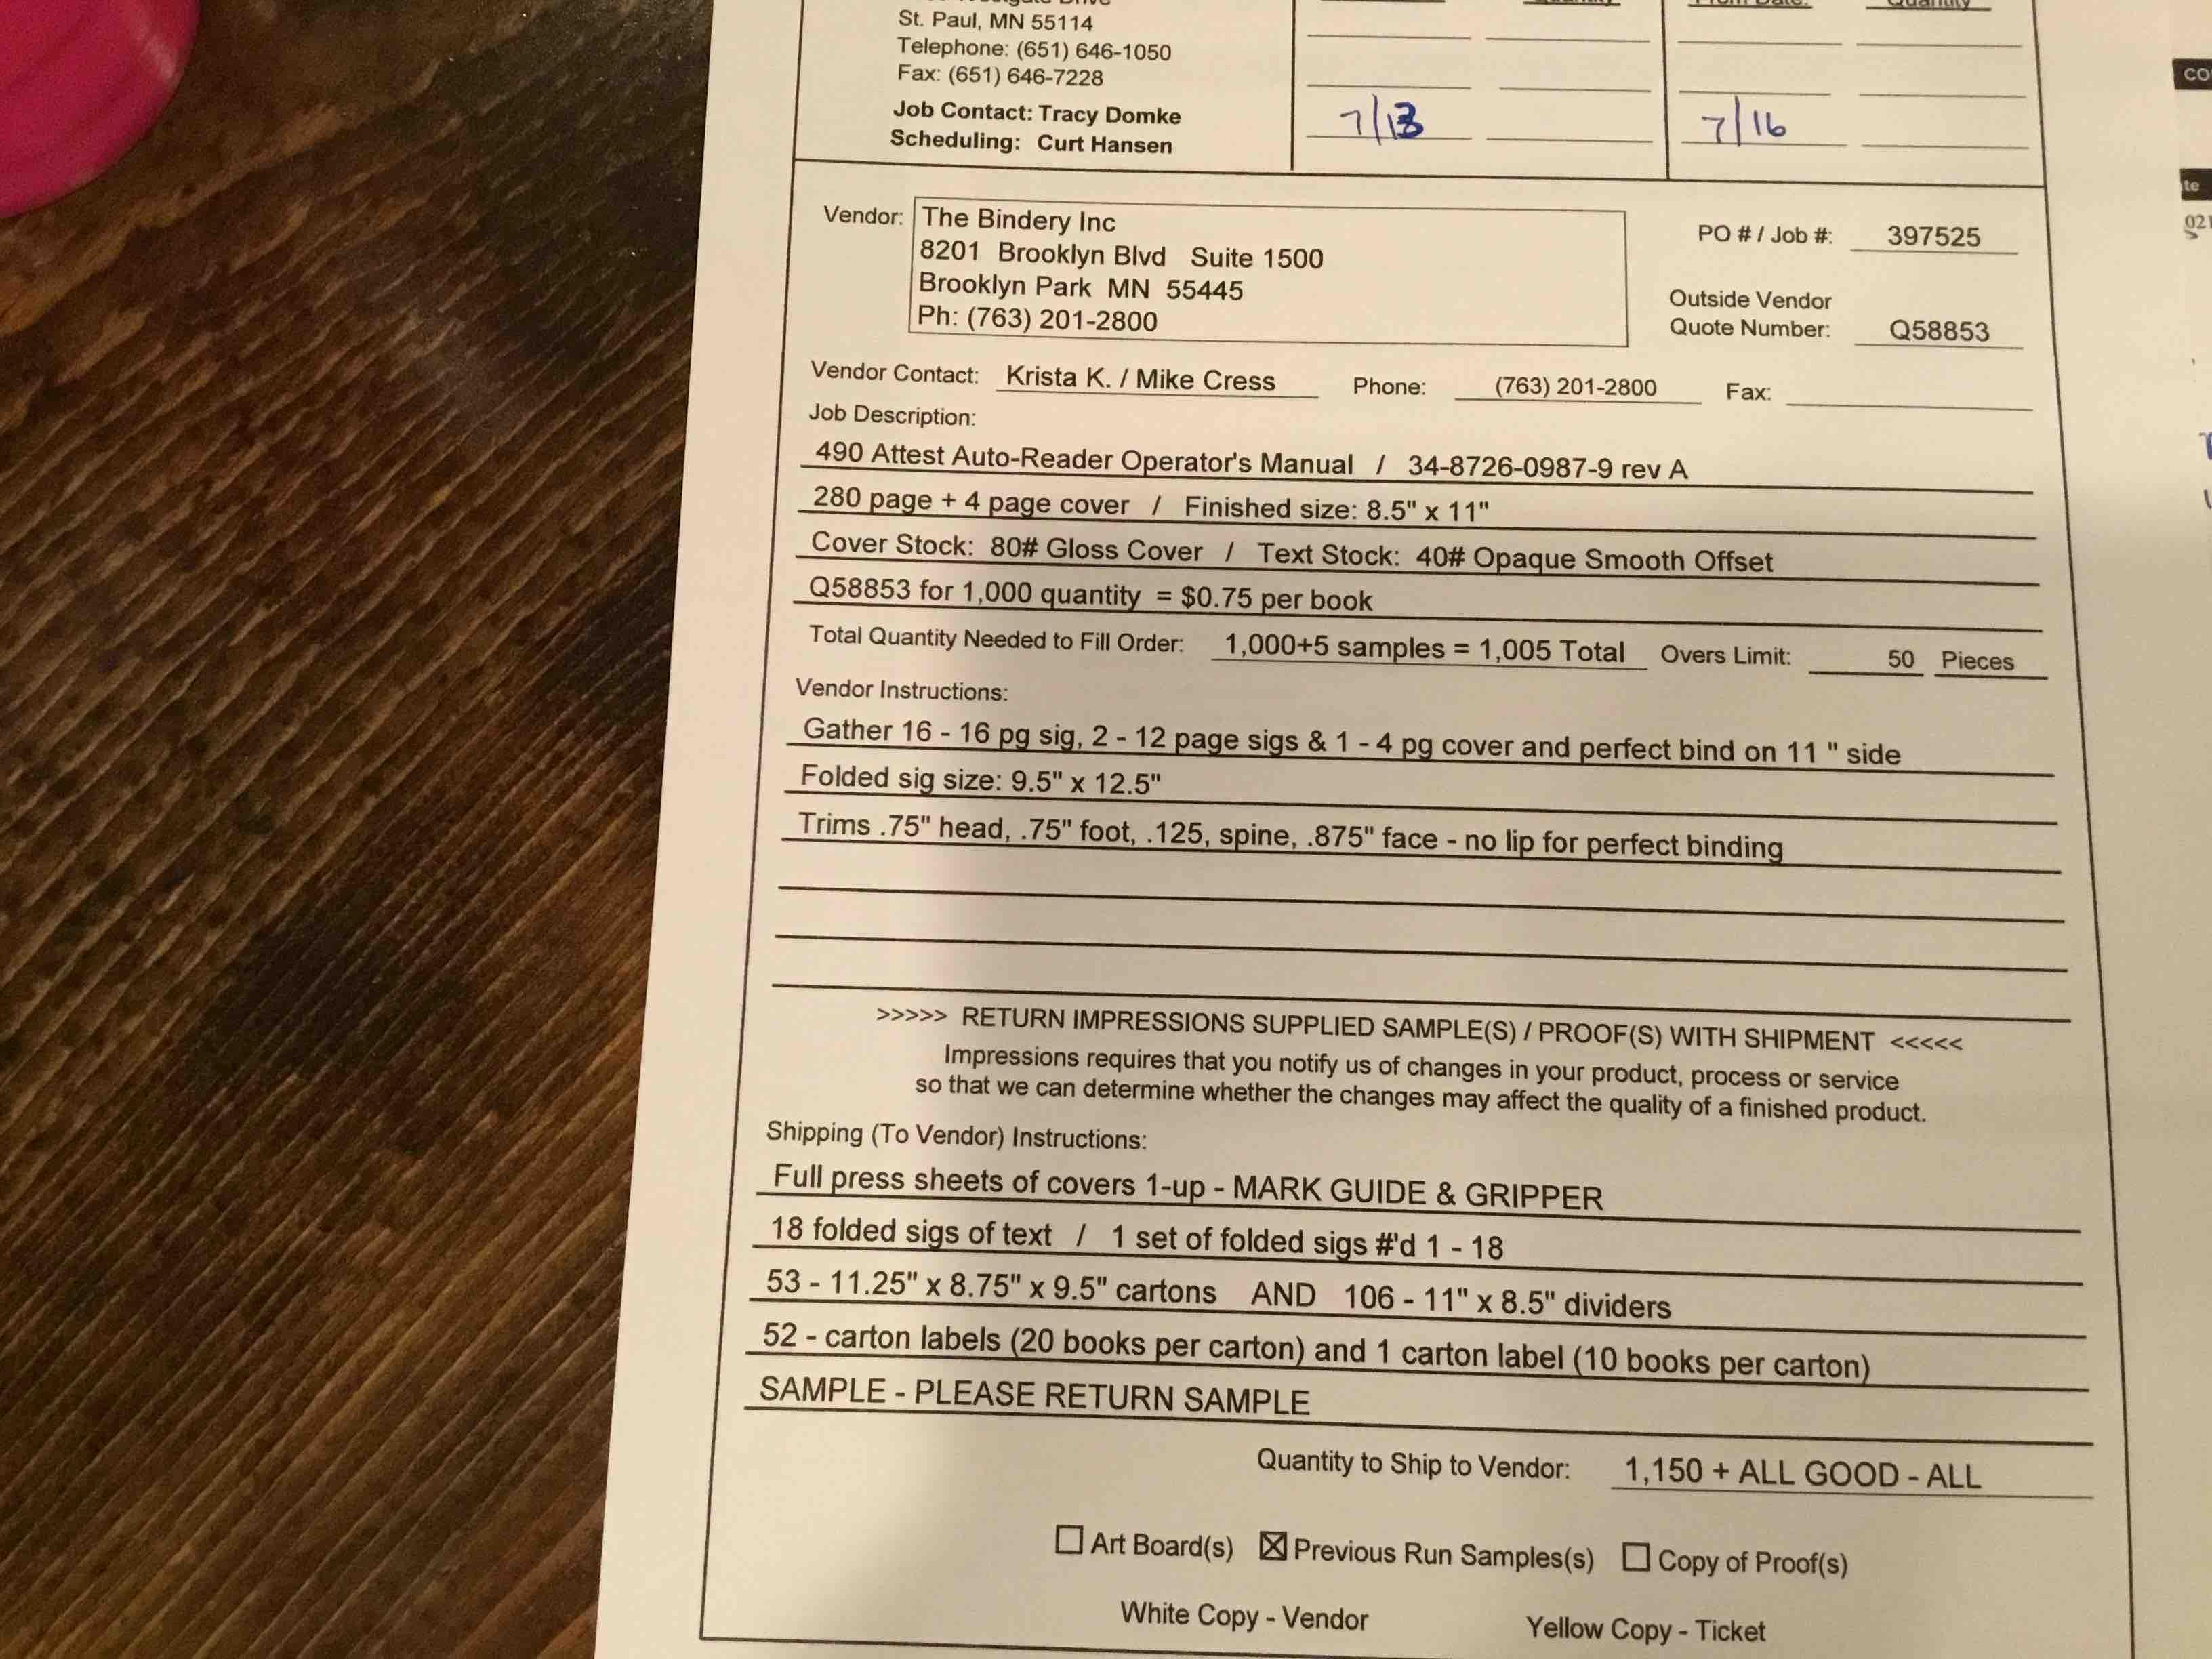 St. Paul, MN 55114
Telephone: (651) 646-1050
Fax: (651) 646-7228
Job Contact: Tracy Domke
Scheduling: Curt Hansen
Quantity
From Date:
Quantity
7/13
7/16
Vendor:
The Bindery Inc
8201 Brooklyn Blvd Suite 1500
Brooklyn Park MN 55445
Ph: (763) 201-2800
PO # / Job #: 397525
Outside Vendor
Quote Number: Q58853
Vendor Contact: Krista K. / Mike Cress Phone: (763) 201-2800 Fax:
Job Description:
490 Attest Auto-Reader Operator's Manual / 34-8726-0987-9 rev A
280 page + 4 page cover / Finished size: 8.5" x 11"
Cover Stock: 80# Gloss Cover / Text Stock: 40# Opaque Smooth Offset
Q58853 for 1,000 quantity = $0.75 per book
Total Quantity Needed to Fill Order: 1,000+5 samples = 1,005 Total Overs Limit: 50 Pieces
Vendor Instructions:
Gather 16 - 16 pg sig, 2 - 12 page sigs & 1 - 4 pg cover and perfect bind on 11 " side
Folded sig size: 9.5" x 12.5"
Trims .75" head, .75" foot, .125, spine, .875" face - no lip for perfect binding
>>>>> RETURN IMPRESSIONS SUPPLIED SAMPLE(S) / PROOF(S) WITH SHIPMENT <<<<<
Impressions requires that you notify us of changes in your product, process or service
so that we can determine whether the changes may affect the quality of a finished product.
Shipping (To Vendor) Instructions:
Full press sheets of covers 1-up - MARK GUIDE & GRIPPER
18 folded sigs of text / 1 set of folded sigs #'d 1 - 18
53 - 11.25" x 8.75" x 9.5" cartons AND 106 - 11" x 8.5" dividers
52 - carton labels (20 books per carton) and 1 carton label (10 books per carton)
SAMPLE - PLEASE RETURN SAMPLE
Quantity to Ship to Vendor: 1,150 + ALL GOOD - ALL
Art Board(s) Previous Run Samples(s) Copy of Proof(s)
White Copy - Vendor Yellow Copy - Ticket